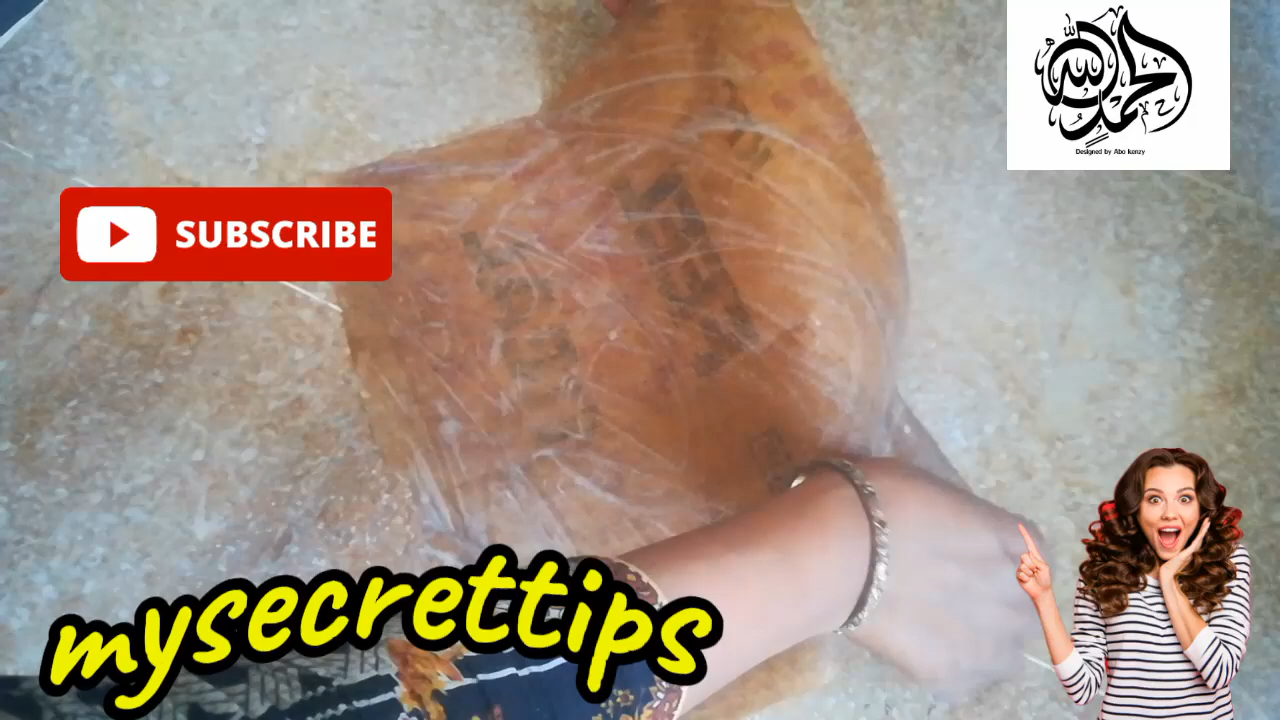 الحمد لله
Designed by Abo kenzy
SUBSCRIBE
mysecrettips